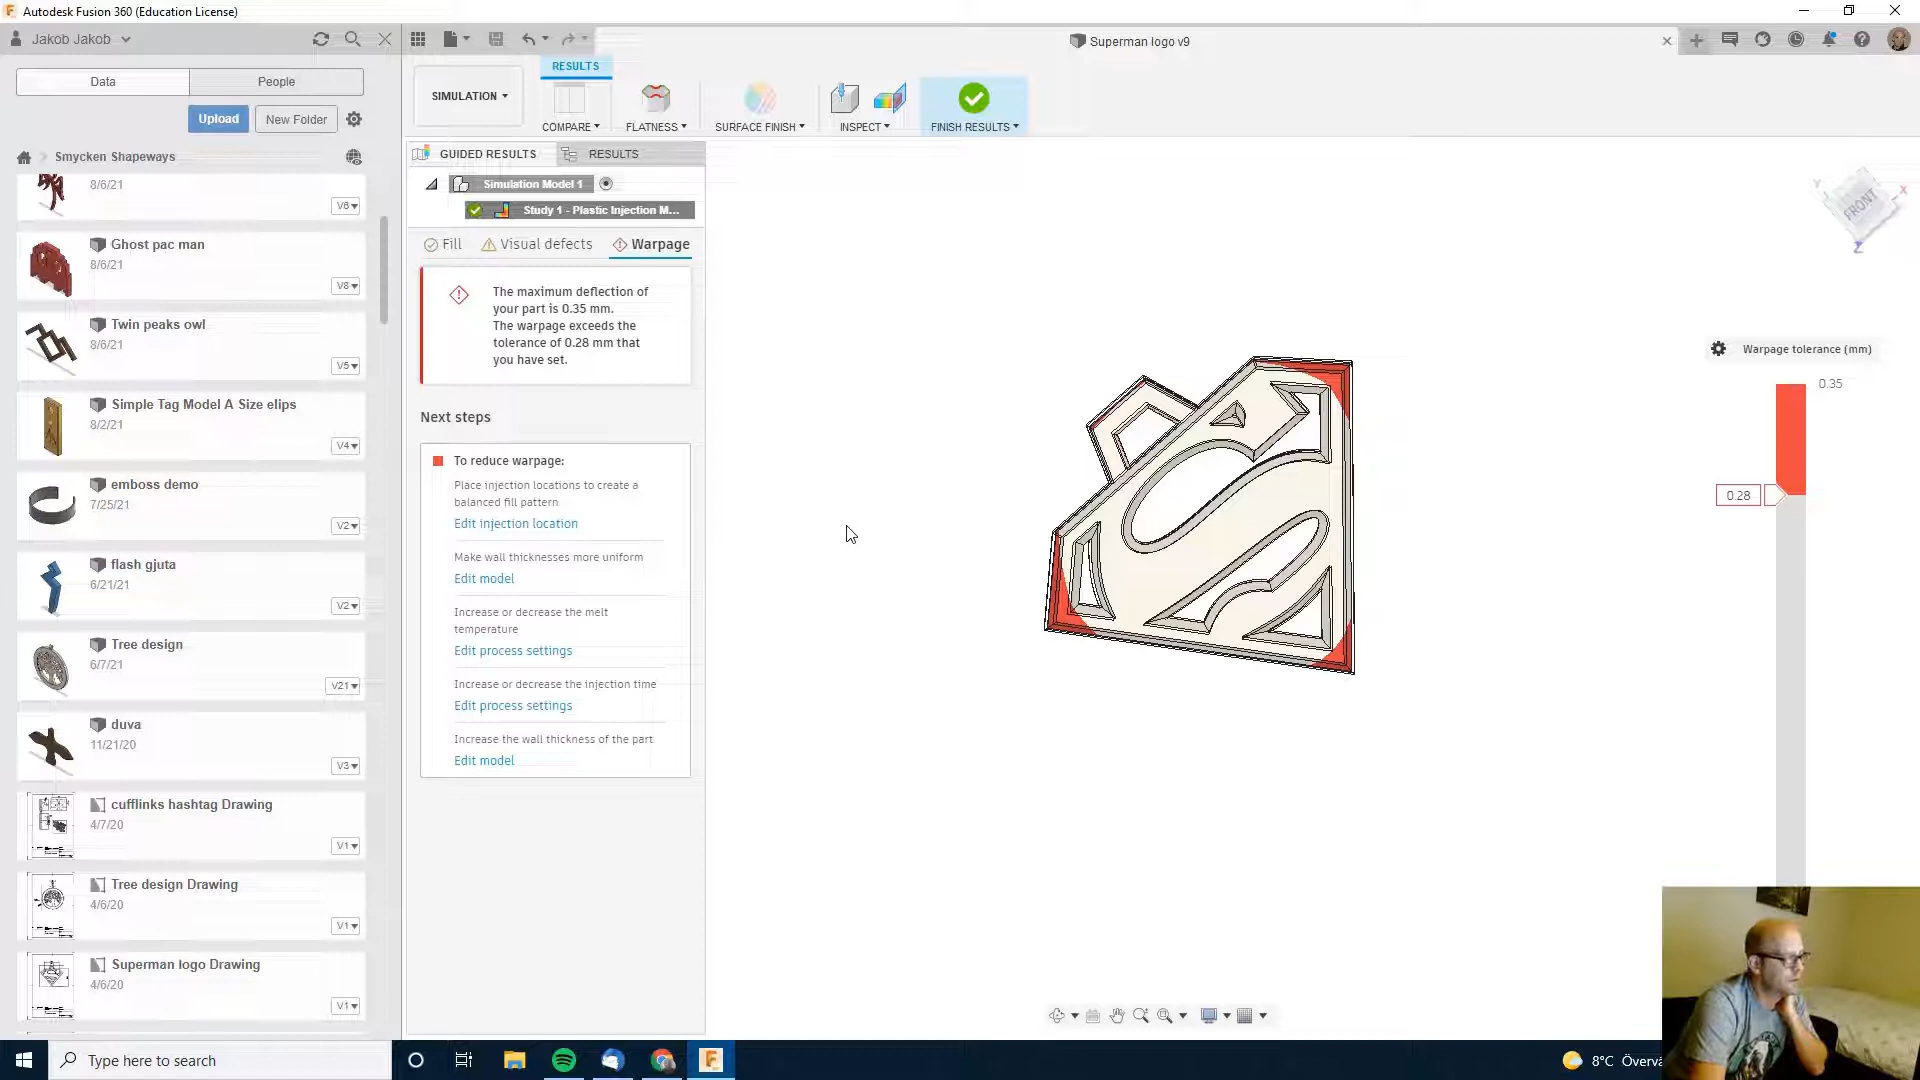 Autodesk Fusion 360 (Education License)
Jakob Jakob
Superman logo v9
Data
People
Upload
New Folder
Smycken Shapeways
8/6/21
V6
Ghost pac man
8/6/21
V8
Twin peaks owl
8/6/21
V5
Simple Tag Model A Size elips
8/2/21
V4
emboss demo
7/25/21
V2
flash gjuta
6/21/21
V2
Tree design
6/7/21
V21
duva
11/21/20
V3
cufflinks hashtag Drawing
4/7/20
V1
Tree design Drawing
4/6/20
V1
Superman logo Drawing
4/6/20
V1
RESULTS
SIMULATION
COMPARE
FLATNESS
SURFACE FINISH
INSPECT
FINISH RESULTS
GUIDED RESULTS
RESULTS
Simulation Model 1
Study 1 - Plastic Injection M...
Fill
Visual defects
Warpage
The maximum deflection of
your part is 0.35 mm.
The warpage exceeds the
tolerance of 0.28 mm that
you have set.
Next steps
To reduce warpage:
Place injection locations to create a
balanced fill pattern
Edit injection location
Make wall thicknesses more uniform
Edit model
Increase or decrease the melt
temperature
Edit process settings
Increase or decrease the injection time
Edit process settings
Increase the wall thickness of the part
Edit model
FRONT
Y
X
Z
Warpage tolerance (mm)
0.35
0.28
Type here to search
8°C